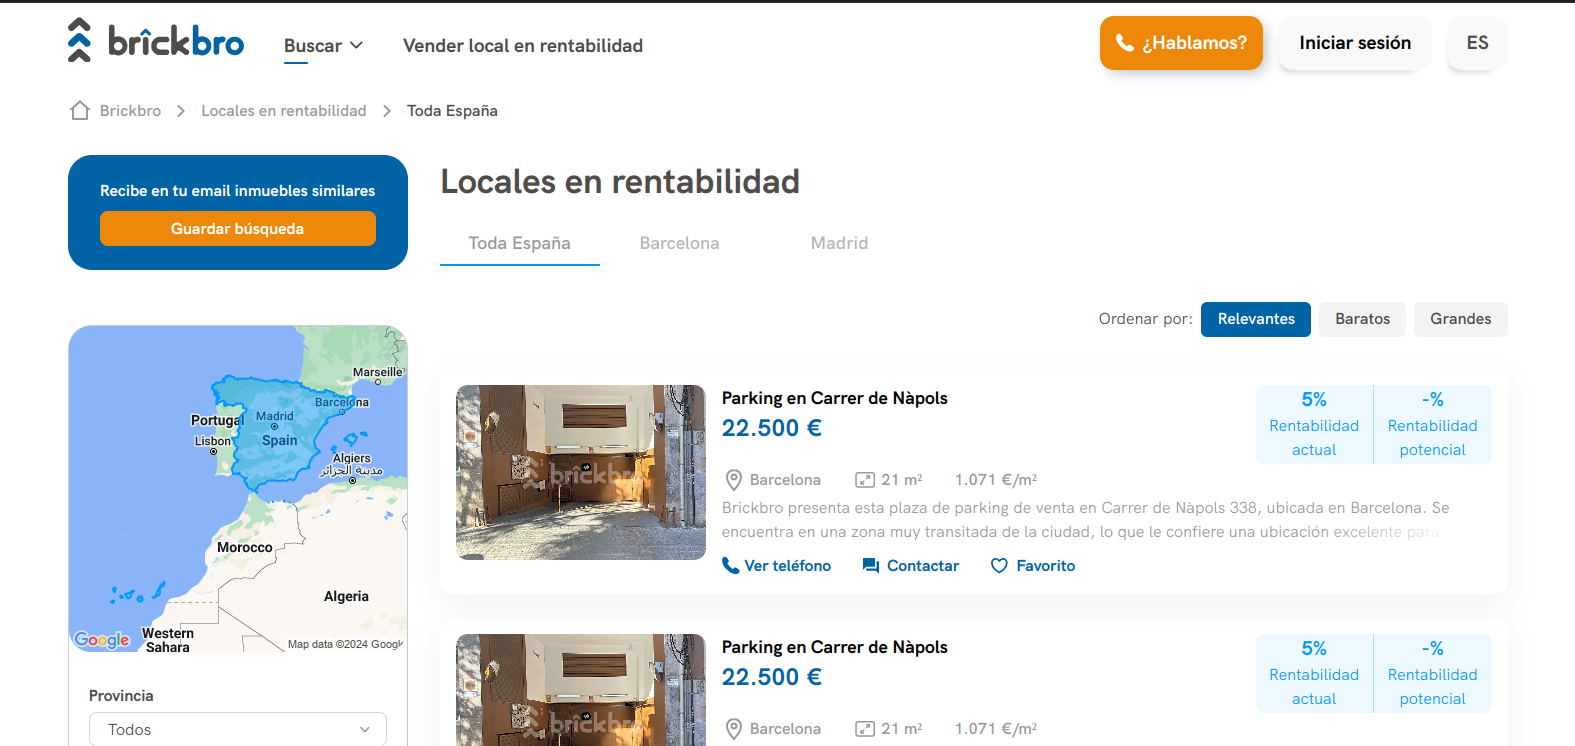 brickbro
Buscar
Vender local en rentabilidad
¿Hablamos?
Iniciar sesión
ES
Brickbro
Locales en rentabilidad
Toda España
Recibe en tu email inmuebles similares
Guardar búsqueda
Locales en rentabilidad
Toda España
Barcelona
Madrid
Ordenar por:
Relevantes
Baratos
Grandes
Marseille
Barcelona
Portugal
Madrid
Lisbon
Spain
Algiers
مدينة الجزائر
Morocco
Algeria
Western
Sahara
Google
Map data ©2024 Google
Provincia
Todos
brickbro
Parking en Carrer de Nàpols
22.500 €
Barcelona
21 m²
1.071 €/m²
Brickbro presenta esta plaza de parking de venta en Carrer de Nàpols 338, ubicada en Barcelona. Se
encuentra en una zona muy transitada de la ciudad, lo que le confiere una ubicación excelente para
Ver teléfono
Contactar
Favorito
5%
Rentabilidad
actual
-%
Rentabilidad
potencial
brickbro
Parking en Carrer de Nàpols
22.500 €
Barcelona
21 m²
1.071 €/m²
5%
Rentabilidad
actual
-%
Rentabilidad
potencial